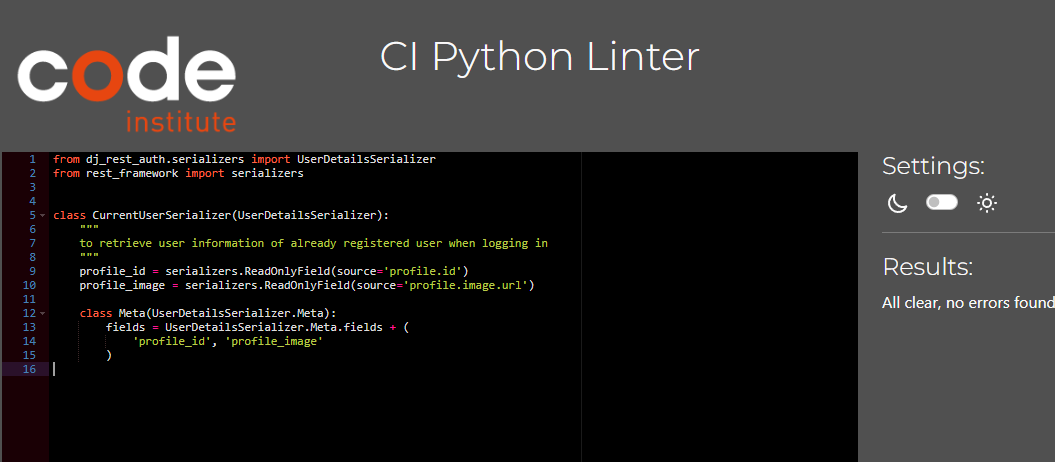 code
institute
CI Python Linter
1 from dj_rest_auth.serializers import UserDetailsSerializer
2 from rest_framework import serializers
3
4
5 class CurrentUserSerializer(UserDetailsSerializer):
6     """
7     to retrieve user information of already registered user when logging in
8     """
9     profile_id = serializers.ReadOnlyField(source='profile.id')
10     profile_image = serializers.ReadOnlyField(source='profile.image.url')
11
12     class Meta(UserDetailsSerializer.Meta):
13         fields = UserDetailsSerializer.Meta.fields + (
14             'profile_id', 'profile_image'
15         )
16
Settings:
Results:
All clear, no errors found